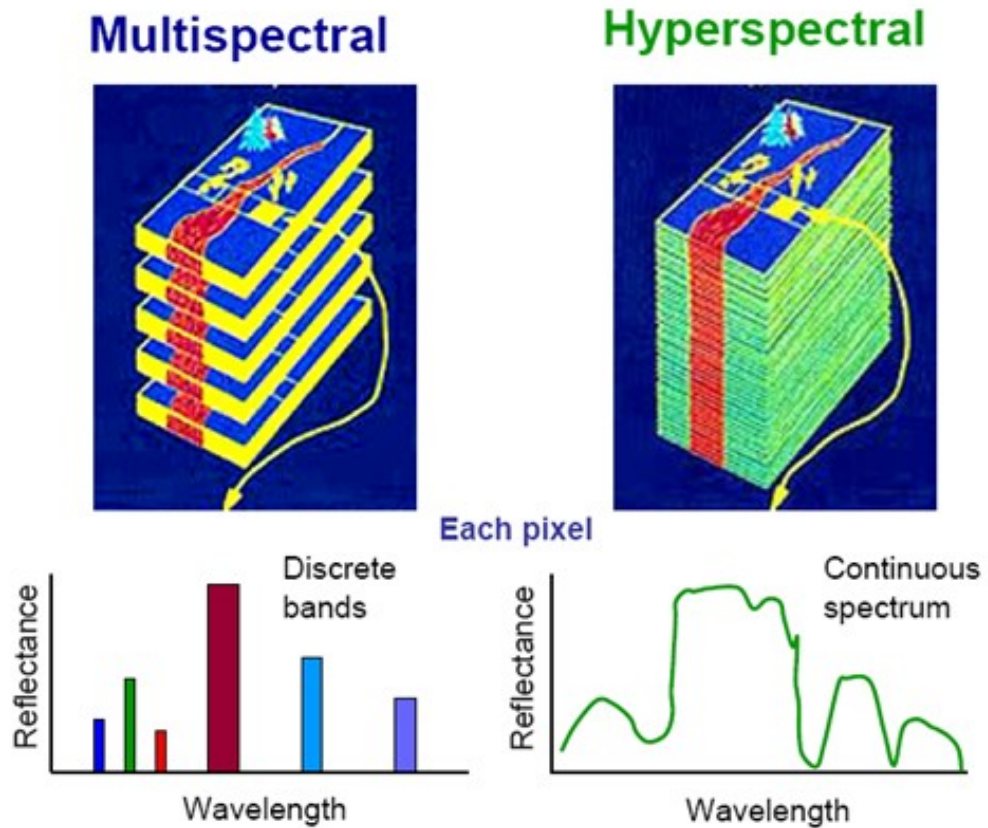 Multispectral
Hyperspectral
Each pixel
Discrete
bands
Reflectance
Wavelength
Continuous
spectrum
Reflectance
Wavelength